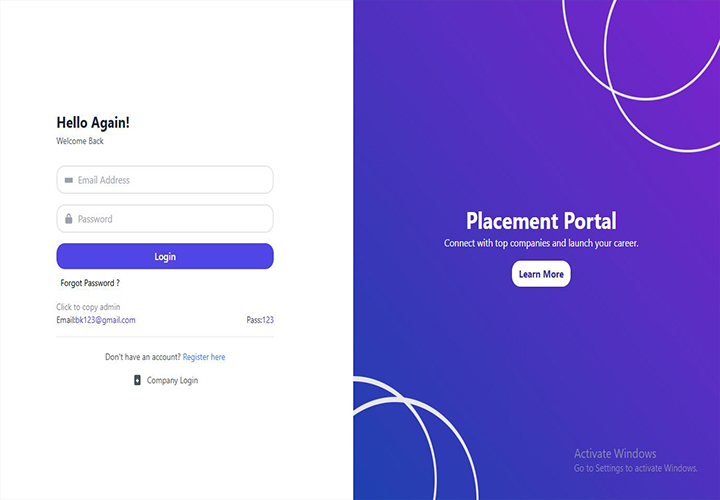 Hello Again!
Welcome Back
Email Address
Password
Login
Forgot Password ?
Click to copy admin
Email:bk123@gmail.com Pass:123
Don't have an account? Register here
Company Login
Placement Portal
Connect with top companies and launch your career.
Learn More
Activate Windows
Go to Settings to activate Windows.